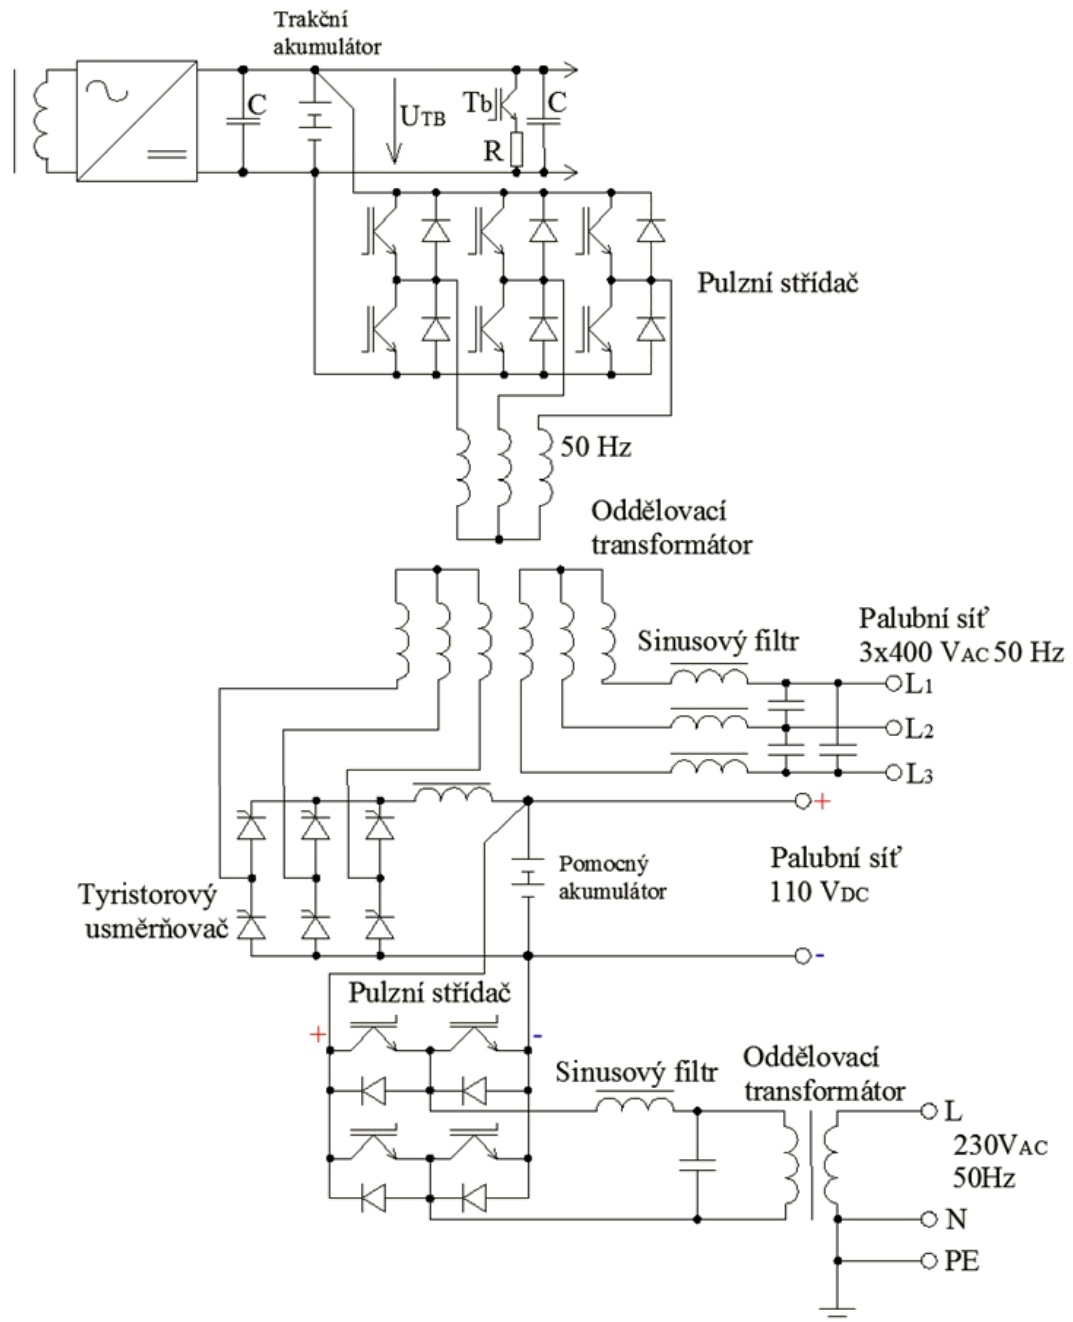 Trakční
akumulátor
C
UTB
Tb
C
R
Pulzní střídač
50 Hz
Oddělovací
transformátor
Palubní síť
3x400 VAC 50 Hz
Sinusový filtr
L1
L2
L3
+
Pomocný
akumulátor
Palubní síť
110 VDC
Tyristorový
usměrňovač
-
Pulzní střídač
+
-
Sinusový filtr
Oddělovací
transformátor
L
230VAC
50Hz
N
PE